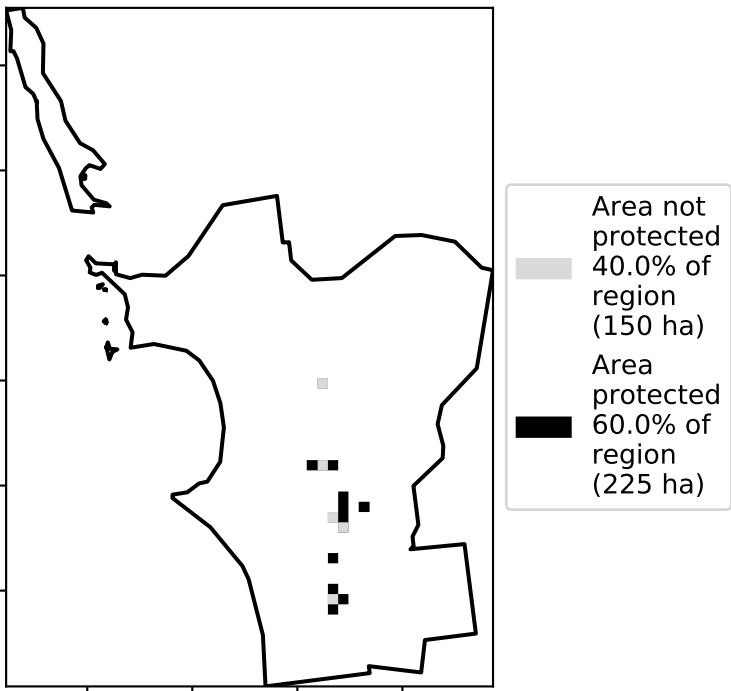 Area not
protected
40.0% of
region
(150 ha)
Area
protected
60.0% of
region
(225 ha)